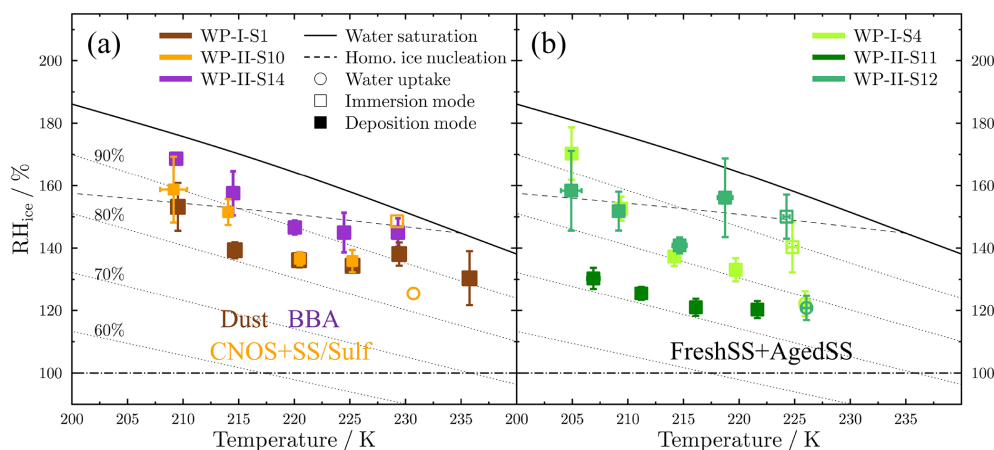 (a)
WP-I-S1
WP-II-S10
WP-II-S14
Water saturation
Homo. ice nucleation
Water uptake
Immersion mode
Deposition mode
90%
80%
70%
60%
Dust BBA
CNOS+SS/Sulf
RH_ice / %
200
180
160
140
120
100
200 205 210 215 220 225 230 235
Temperature / K
(b)
WP-I-S4
WP-II-S11
WP-II-S12
FreshSS+AgedSS
200
180
160
140
120
100
200 205 210 215 220 225 230 235
Temperature / K